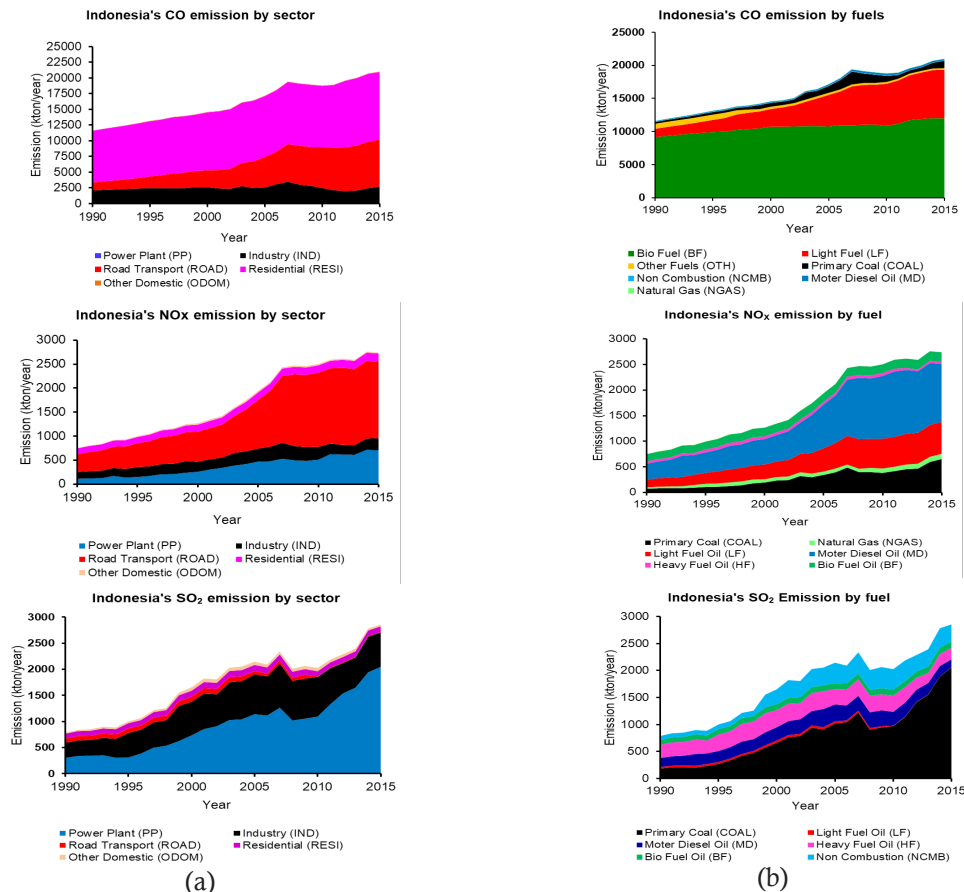 Indonesia's CO emission by sector
Emission (kton/year)
25000
22500
20000
17500
15000
12500
10000
7500
5000
2500
0
1990 1995 2000 2005 2010 2015
Year
Power Plant (PP) Industry (IND)
Road Transport (ROAD) Residential (RESI)
Other Domestic (ODOM)
Indonesia's CO emission by fuels
Emission (kton/year)
25000
20000
15000
10000
5000
0
1990 1995 2000 2005 2010 2015
Year
Bio Fuel (BF) Light Fuel (LF)
Other Fuels (OTH) Primary Coal (COAL)
Non Combustion (NCMB) Moter Diesel Oil (MD)
Natural Gas (NGAS)
Indonesia's NOx emission by sector
Emission (kton/year)
3000
2500
2000
1500
1000
500
0
1990 1995 2000 2005 2010 2015
Year
Power Plant (PP) Industry (IND)
Road Transport (ROAD) Residential (RESI)
Other Domestic (ODOM)
Indonesia's NOₓ emission by fuel
Emission (kton/year)
3000
2500
2000
1500
1000
500
0
1990 1995 2000 2005 2010 2015
Year
Primary Coal (COAL) Natural Gas (NGAS)
Light Fuel Oil (LF) Moter Diesel Oil (MD)
Heavy Fuel Oil (HF) Bio Fuel Oil (BF)
Indonesia's SO₂ emission by sector
Emission (kton/year)
3000
2500
2000
1500
1000
500
0
1990 1995 2000 2005 2010 2015
Year
Power Plant (PP) Industry (IND)
Road Transport (ROAD) Residential (RESI)
Other Domestic (ODOM)
(a)
Indonesia's SO₂ Emission by fuel
Emission (kton/year)
3000
2500
2000
1500
1000
500
0
1990 1995 2000 2005 2010 2015
Year
Primary Coal (COAL) Light Fuel Oil (LF)
Moter Diesel Oil (MD) Heavy Fuel Oil (HF)
Bio Fuel Oil (BF) Non Combustion (NCMB)
(b)